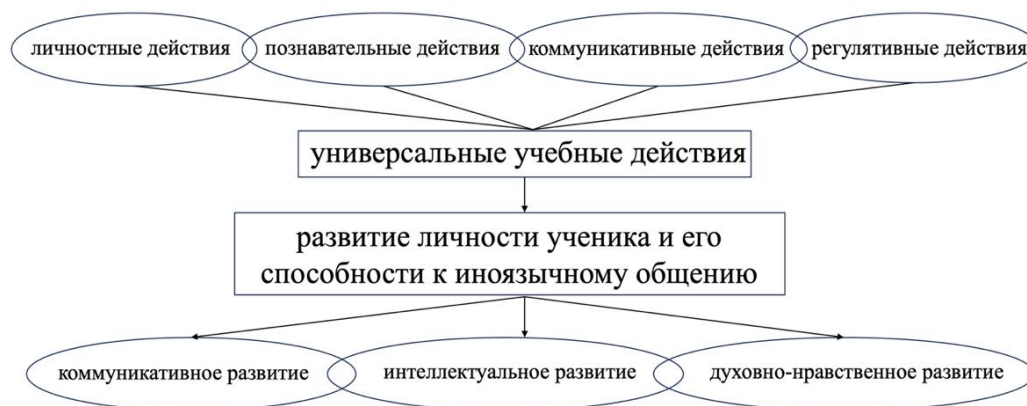 личностные действия
познавательные действия
коммуникативные действия
регулятивные действия
универсальные учебные действия
развитие личности ученика и его
способности к иноязычному общению
коммуникативное развитие
интеллектуальное развитие
духовно-нравственное развитие